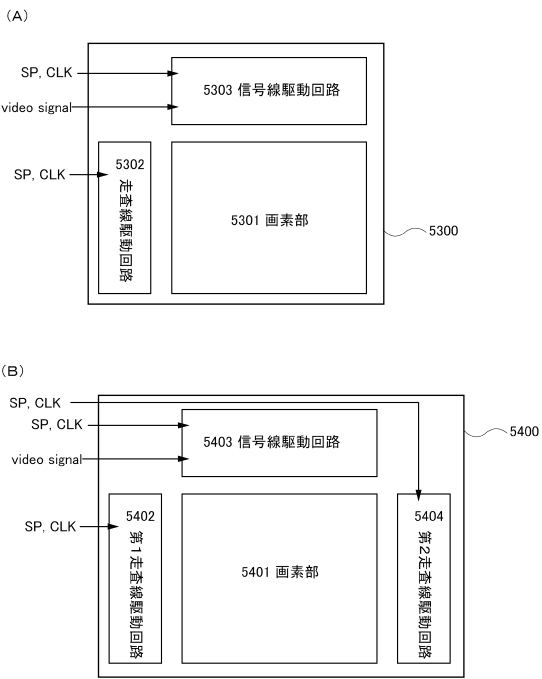 (A)
SP, CLK
5303 信号線駆動回路
video signal
SP, CLK
5302
走査線駆動回路
5301 画素部
5300
(B)
SP, CLK
SP, CLK
5403 信号線駆動回路
5400
video signal
SP, CLK
5402
第1走査線駆動回路
5401 画素部
5404
第2走査線駆動回路